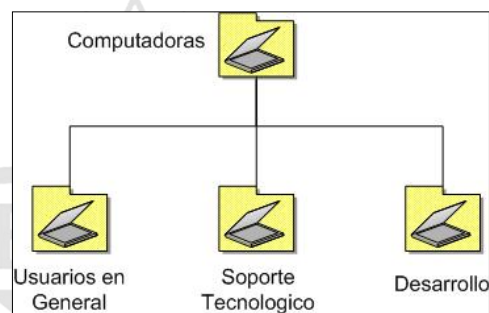 Computadoras
Usuarios en
General
Soporte
Tecnologico
Desarrollo